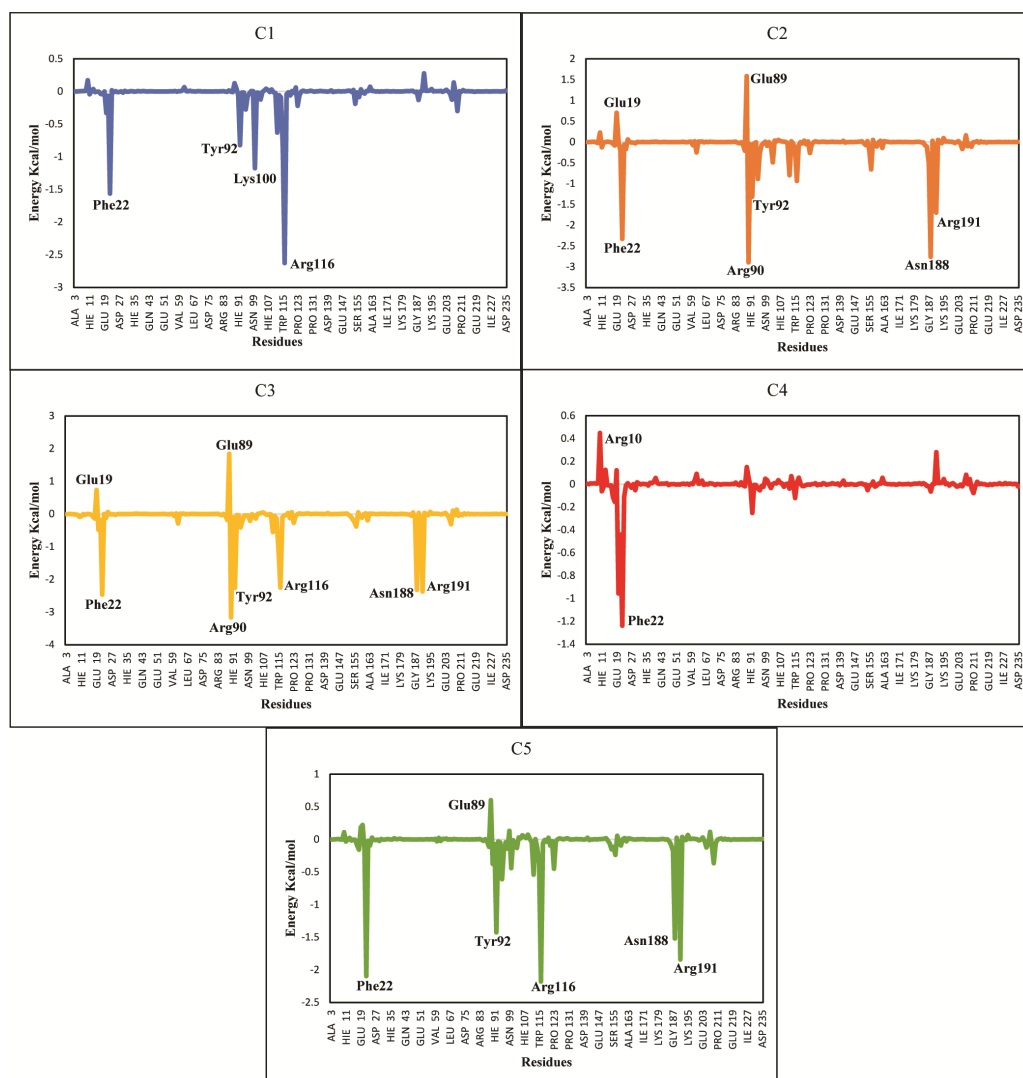 C1
0.5
0
-0.5
-1
-1.5
-2
-2.5
-3
Energy Kcal/mol
Tyr92
Lys100
Phe22
Arg116
ALA 3
HIE 11
GLU 19
ASP 27
HIE 35
GLN 43
GLU 51
VAL 59
LEU 67
ASP 75
ARG 83
HIE 91
ASN 99
HIE 107
TRP 115
PRO 123
PRO 131
ASP 139
GLU 147
SER 155
ALA 163
ILE 171
LYS 179
GLY 187
LYS 195
GLU 203
PRO 211
GLU 219
ILE 227
ASP 235
Residues
C2
2
1.5
1
0.5
0
-0.5
-1
-1.5
-2
-2.5
-3
-3.5
Energy Kcal/mol
Glu89
Glu19
Tyr92
Arg191
Phe22
Arg90
Asn188
ALA 3
HIE 11
GLU 19
ASP 27
HIE 35
GLN 43
GLU 51
VAL 59
LEU 67
ASP 75
ARG 83
HIE 91
ASN 99
HIE 107
TRP 115
PRO 123
PRO 131
ASP 139
GLU 147
SER 155
ALA 163
ILE 171
LYS 179
GLY 187
LYS 195
GLU 203
PRO 211
GLU 219
ILE 227
ASP 235
Residues
C3
3
2
1
0
-1
-2
-3
-4
Energy Kcal/mol
Glu89
Glu19
Arg116
Asn188
Arg191
Tyr92
Phe22
Arg90
ALA 3
HIE 11
GLU 19
ASP 27
HIE 35
GLN 43
GLU 51
VAL 59
LEU 67
ASP 75
ARG 83
HIE 91
ASN 99
HIE 107
TRP 115
PRO 123
PRO 131
ASP 139
GLU 147
SER 155
ALA 163
ILE 171
LYS 179
GLY 187
LYS 195
GLU 203
PRO 211
GLU 219
ILE 227
ASP 235
Residues
C4
0.6
0.4
0.2
0
-0.2
-0.4
-0.6
-0.8
-1
-1.2
-1.4
Energy Kcal/mol
Arg10
Phe22
ALA 3
HIE 11
GLU 19
ASP 27
HIE 35
GLN 43
GLU 51
VAL 59
LEU 67
ASP 75
ARG 83
HIE 91
ASN 99
HIE 107
TRP 115
PRO 123
PRO 131
ASP 139
GLU 147
SER 155
ALA 163
ILE 171
LYS 179
GLY 187
LYS 195
GLU 203
PRO 211
GLU 219
ILE 227
ASP 235
Residues
C5
1
0.5
0
-0.5
-1
-1.5
-2
-2.5
Energy Kcal/mol
Glu89
Tyr92
Asn188
Arg191
Phe22
Arg116
ALA 3
HIE 11
GLU 19
ASP 27
HIE 35
GLN 43
GLU 51
VAL 59
LEU 67
ASP 75
ARG 83
HIE 91
ASN 99
HIE 107
TRP 115
PRO 123
PRO 131
ASP 139
GLU 147
SER 155
ALA 163
ILE 171
LYS 179
GLY 187
LYS 195
GLU 203
PRO 211
GLU 219
ILE 227
ASP 235
Residues